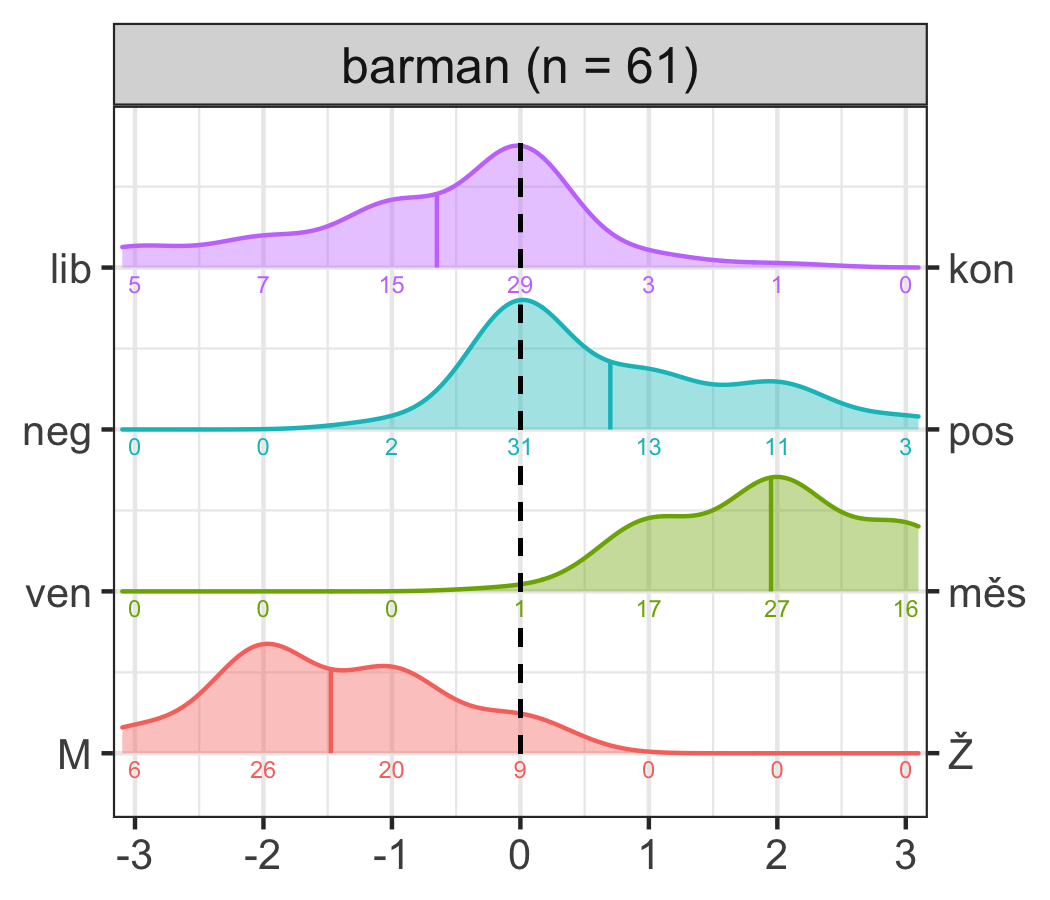 barman (n = 61)
lib kon
5 7 15 29 3 1 0
neg pos
0 0 2 31 13 11 3
ven měs
0 0 0 1 17 27 16
M Ž
6 26 20 9 0 0 0
-3 -2 -1 0 1 2 3